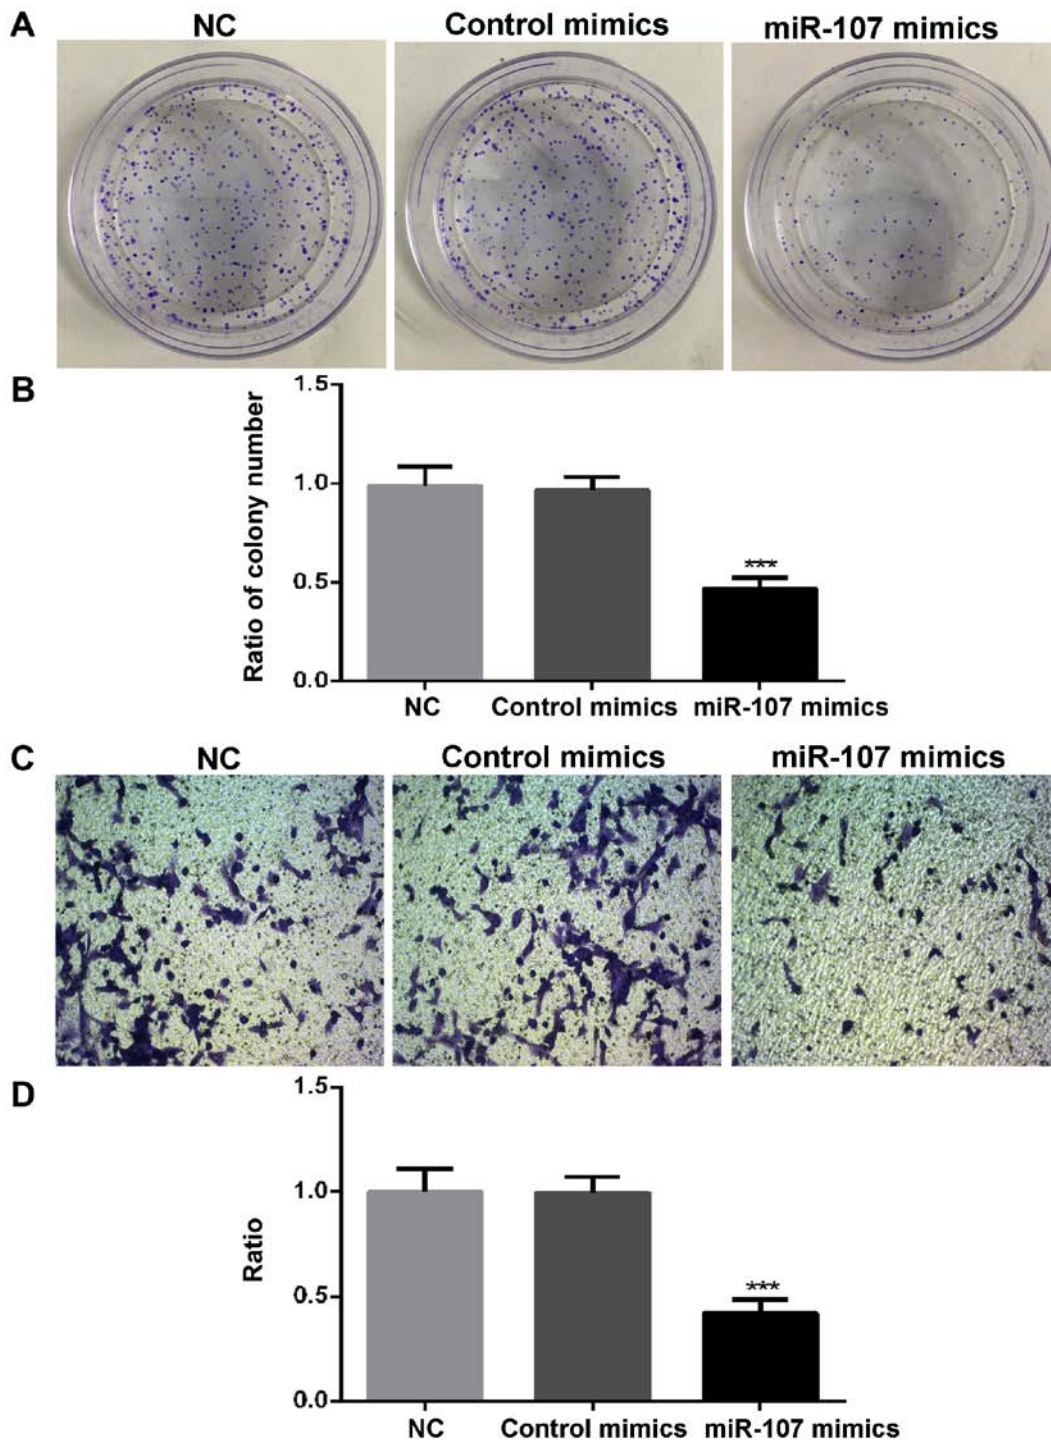 A
NC
Control mimics
miR-107 mimics
B
Ratio of colony number
1.5
1.0
0.5
0.0
***
NC
Control mimics
miR-107 mimics
C
NC
Control mimics
miR-107 mimics
D
Ratio
1.5
1.0
0.5
0.0
***
NC
Control mimics
miR-107 mimics